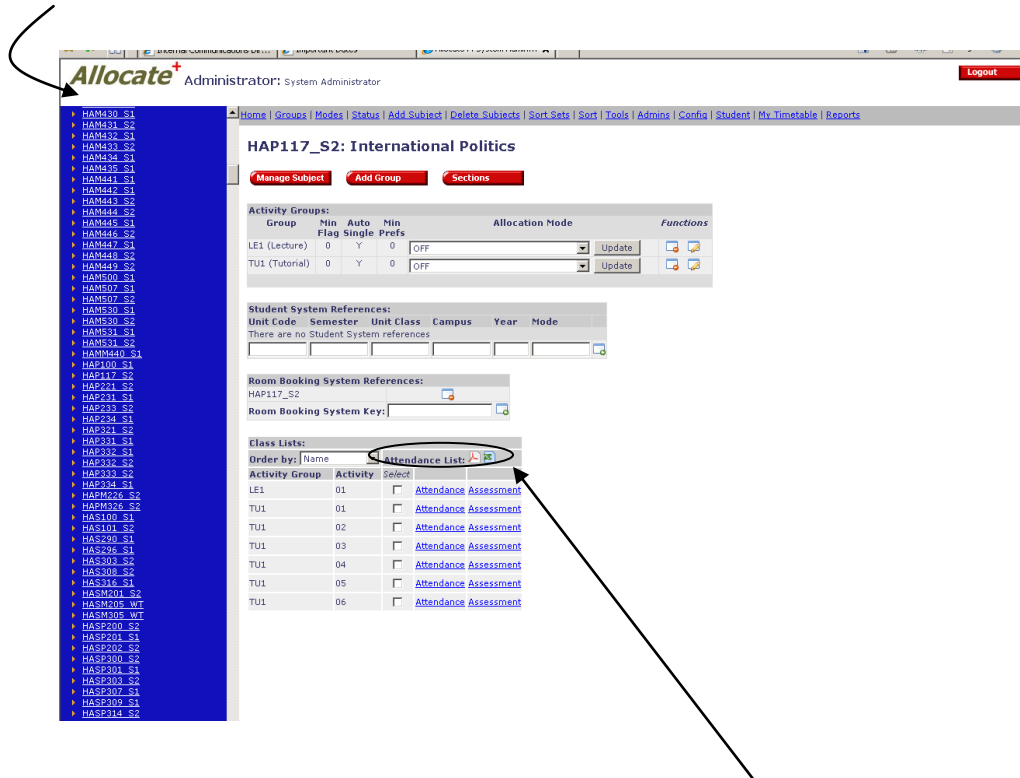 Important Dates
Allocate+ Administrator: System Administrator
Logout
HAM430_S1
HAM431_S2
HAM432_S1
HAM433_S2
HAM434_S1
HAM435_S1
HAM441_S1
HAM442_S1
HAM443_S2
HAM444_S2
HAM445_S1
HAM446_S2
HAM447_S1
HAM448_S2
HAM449_S2
HAM500_S1
HAM507_S1
HAM507_S2
HAM530_S1
HAM530_S2
HAM531_S1
HAM531_S2
HAMM440_S1
HAP100_S1
HAP117_S2
HAP221_S2
HAP231_S1
HAP233_S2
HAP234_S1
HAP321_S2
HAP331_S1
HAP332_S1
HAP332_S2
HAP333_S2
HAP334_S1
HAPM226_S2
HAPM326_S2
HAS100_S1
HAS101_S2
HAS290_S1
HAS296_S1
HAS303_S2
HAS308_S2
HAS316_S1
HASM201_S2
HASM205_WT
HASM305_WT
HASP200_S2
HASP201_S1
HASP202_S2
HASP300_S2
HASP301_S1
HASP303_S2
HASP307_S1
HASP309_S1
HASP314_S2
Home | Groups | Modes | Status | Add Subject | Delete Subjects | Sort Sets | Sort | Tools | Admins | Config | Student | My Timetable | Reports
HAP117_S2: International Politics
Manage Subject Add Group Sections
Activity Groups:
Group Min Flag Auto Single Min Prefs Allocation Mode Functions
LE1 (Lecture) 0 Y 0 OFF Update
TU1 (Tutorial) 0 Y 0 OFF Update
Student System References:
Unit Code Semester Unit Class Campus Year Mode
There are no Student System references
Room Booking System References:
HAP117_S2
Room Booking System Key:
Class Lists:
Order by: Name Attendance List:
Activity Group Activity Select
LE1 01 Attendance Assessment
TU1 01 Attendance Assessment
TU1 02 Attendance Assessment
TU1 03 Attendance Assessment
TU1 04 Attendance Assessment
TU1 05 Attendance Assessment
TU1 06 Attendance Assessment